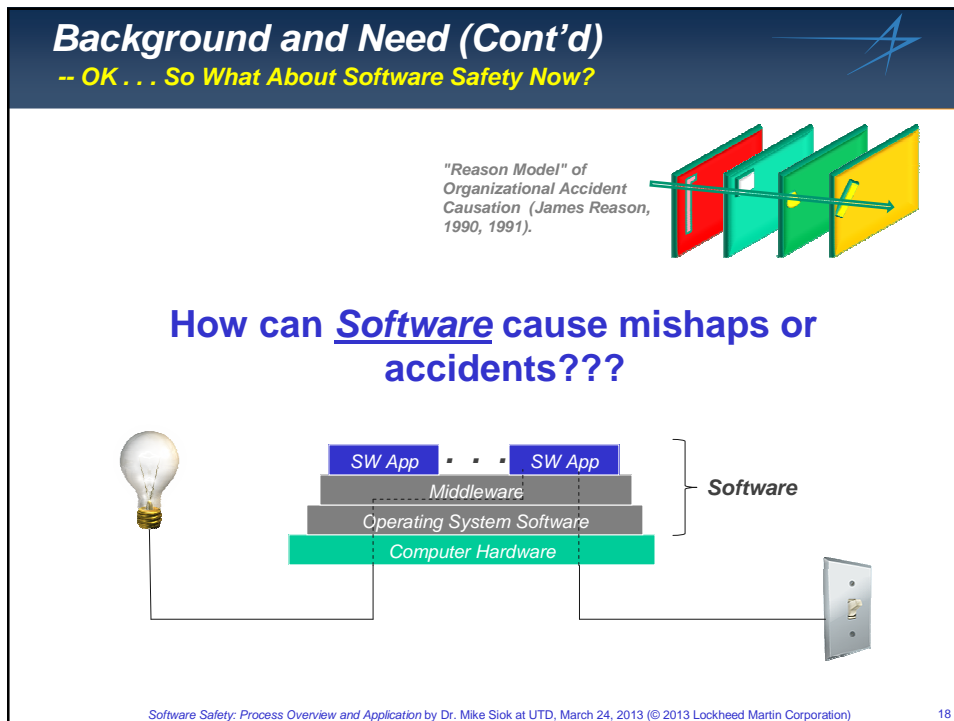 Background and Need (Cont'd)
-- OK . . . So What About Software Safety Now?
"Reason Model" of
Organizational Accident
Causation (James Reason,
1990, 1991).
How can Software cause mishaps or
accidents???
SW App . . . SW App
Middleware
Operating System Software
Computer Hardware
Software
Software Safety: Process Overview and Application by Dr. Mike Siok at UTD, March 24, 2013 (© 2013 Lockheed Martin Corporation)
18